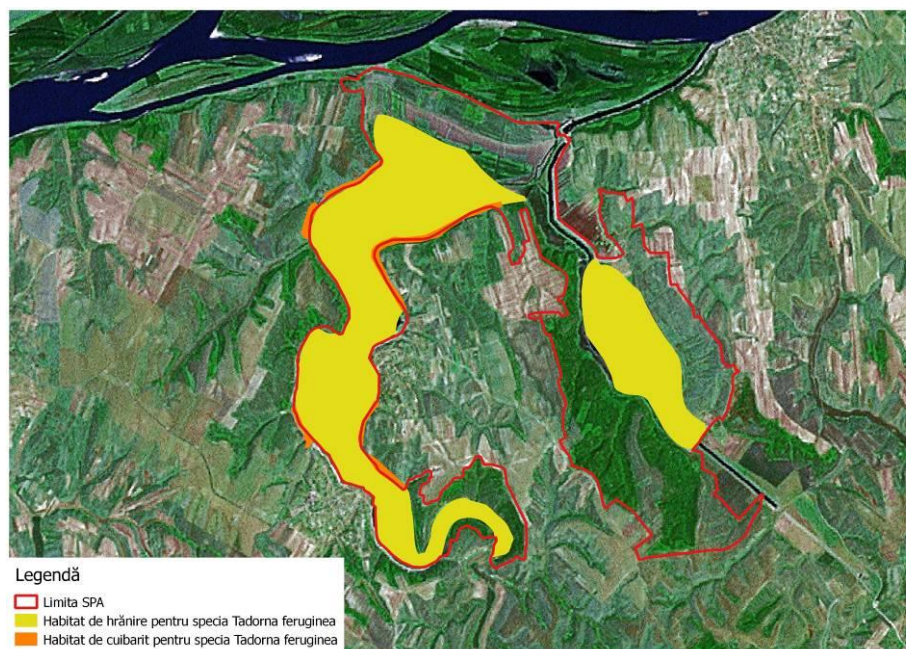 Legendă
Limita SPA
Habitat de hrănire pentru specia Tadorna feruginea
Habitat de cuibarit pentru specia Tadorna feruginea